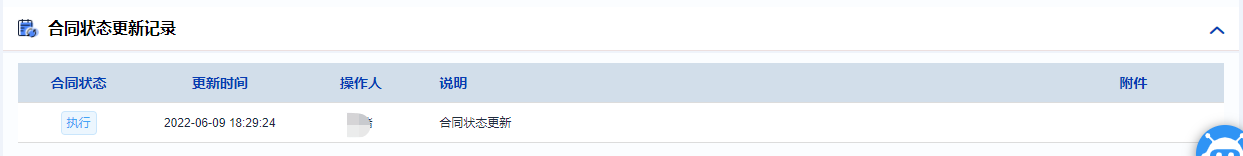 合同状态更新记录
合同状态 更新时间 操作人 说明 附件
执行 2022-06-09 18:29:24 合同状态更新